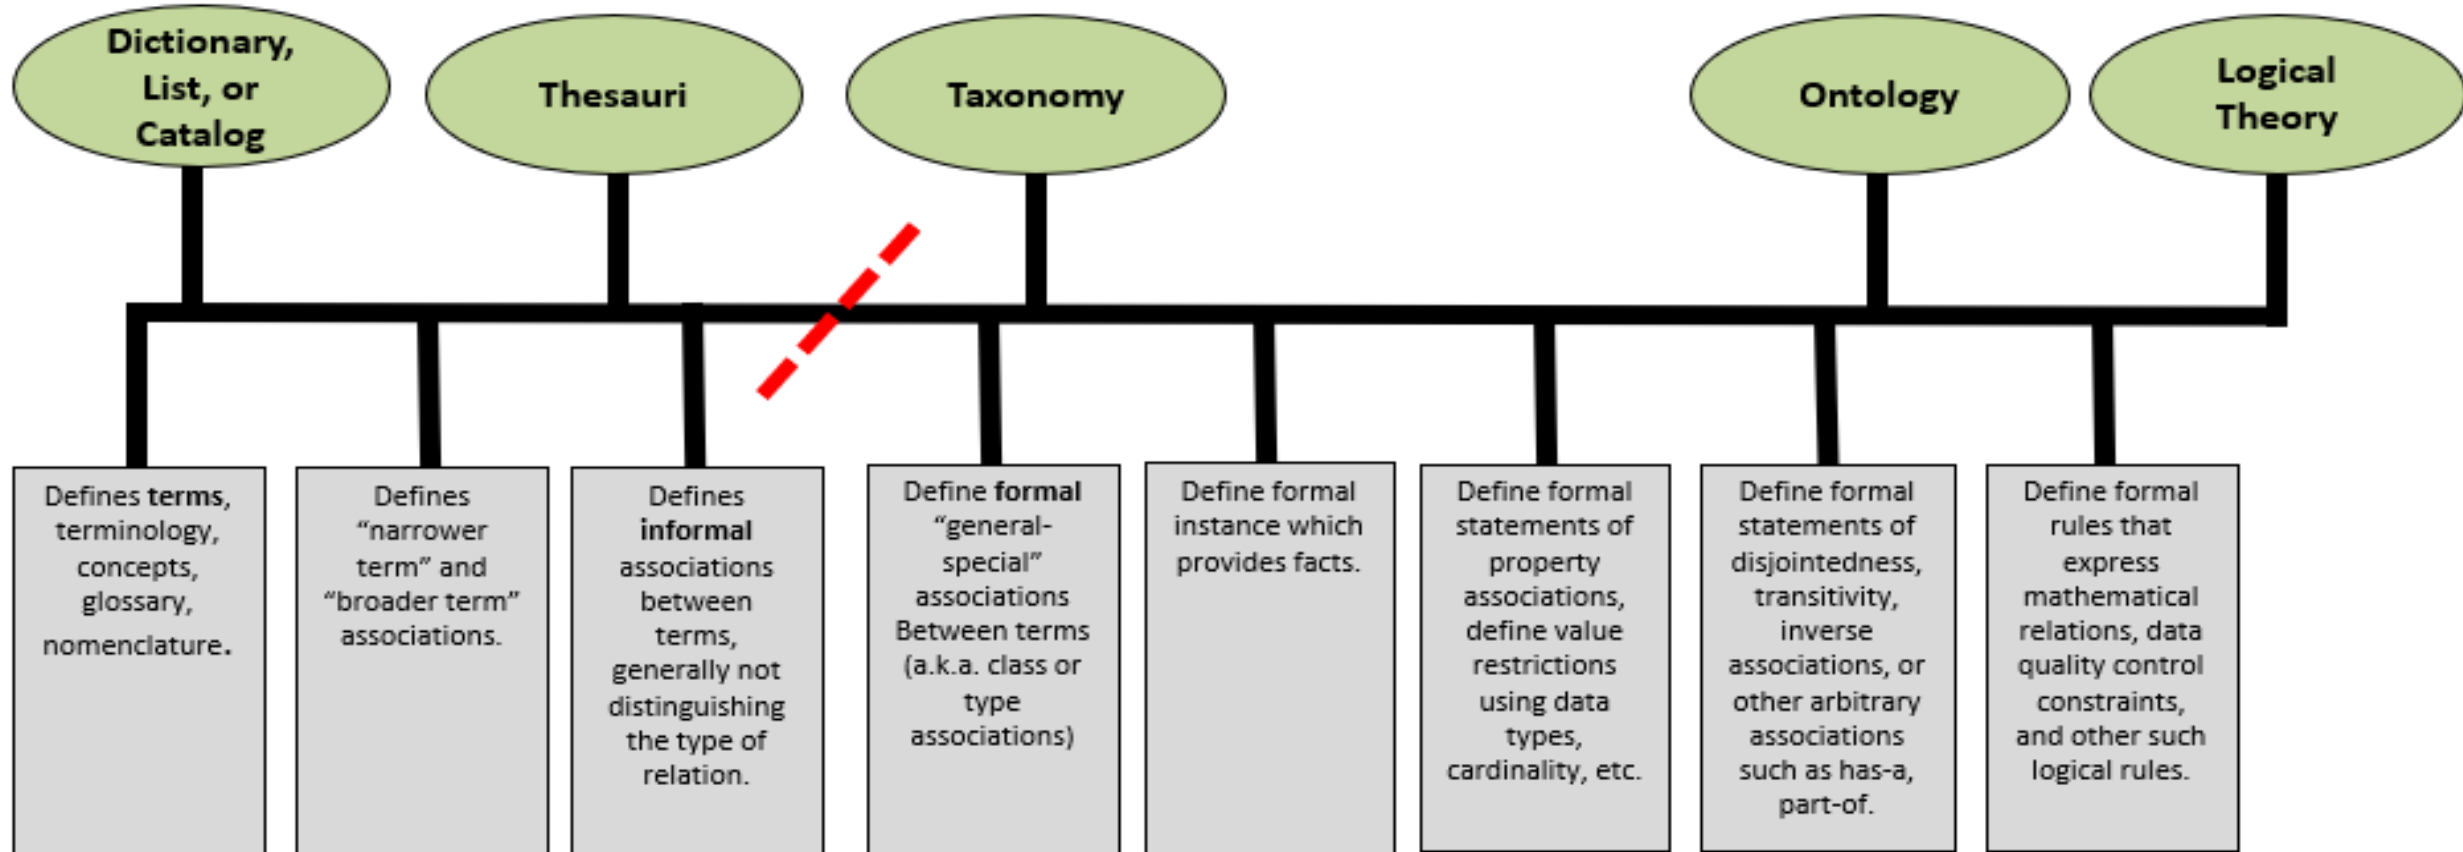 Dictionary,
List, or
Catalog
Thesauri
Taxonomy
Ontology
Logical
Theory
Defines terms,
terminology,
concepts,
glossary,
nomenclature.
Defines
“narrower
term” and
“broader term”
associations.
Defines
informal
associations
between
terms,
generally not
distinguishing
the type of
relation.
Define formal
“general-
special”
associations
Between terms
(a.k.a. class or
type
associations)
Define formal
instance which
provides facts.
Define formal
statements of
property
associations,
define value
restrictions
using data
types,
cardinality, etc.
Define formal
statements of
disjointedness,
transitivity,
inverse
associations, or
other arbitrary
associations
such as has-a,
part-of.
Define formal
rules that
express
mathematical
relations, data
quality control
constraints,
and other such
logical rules.